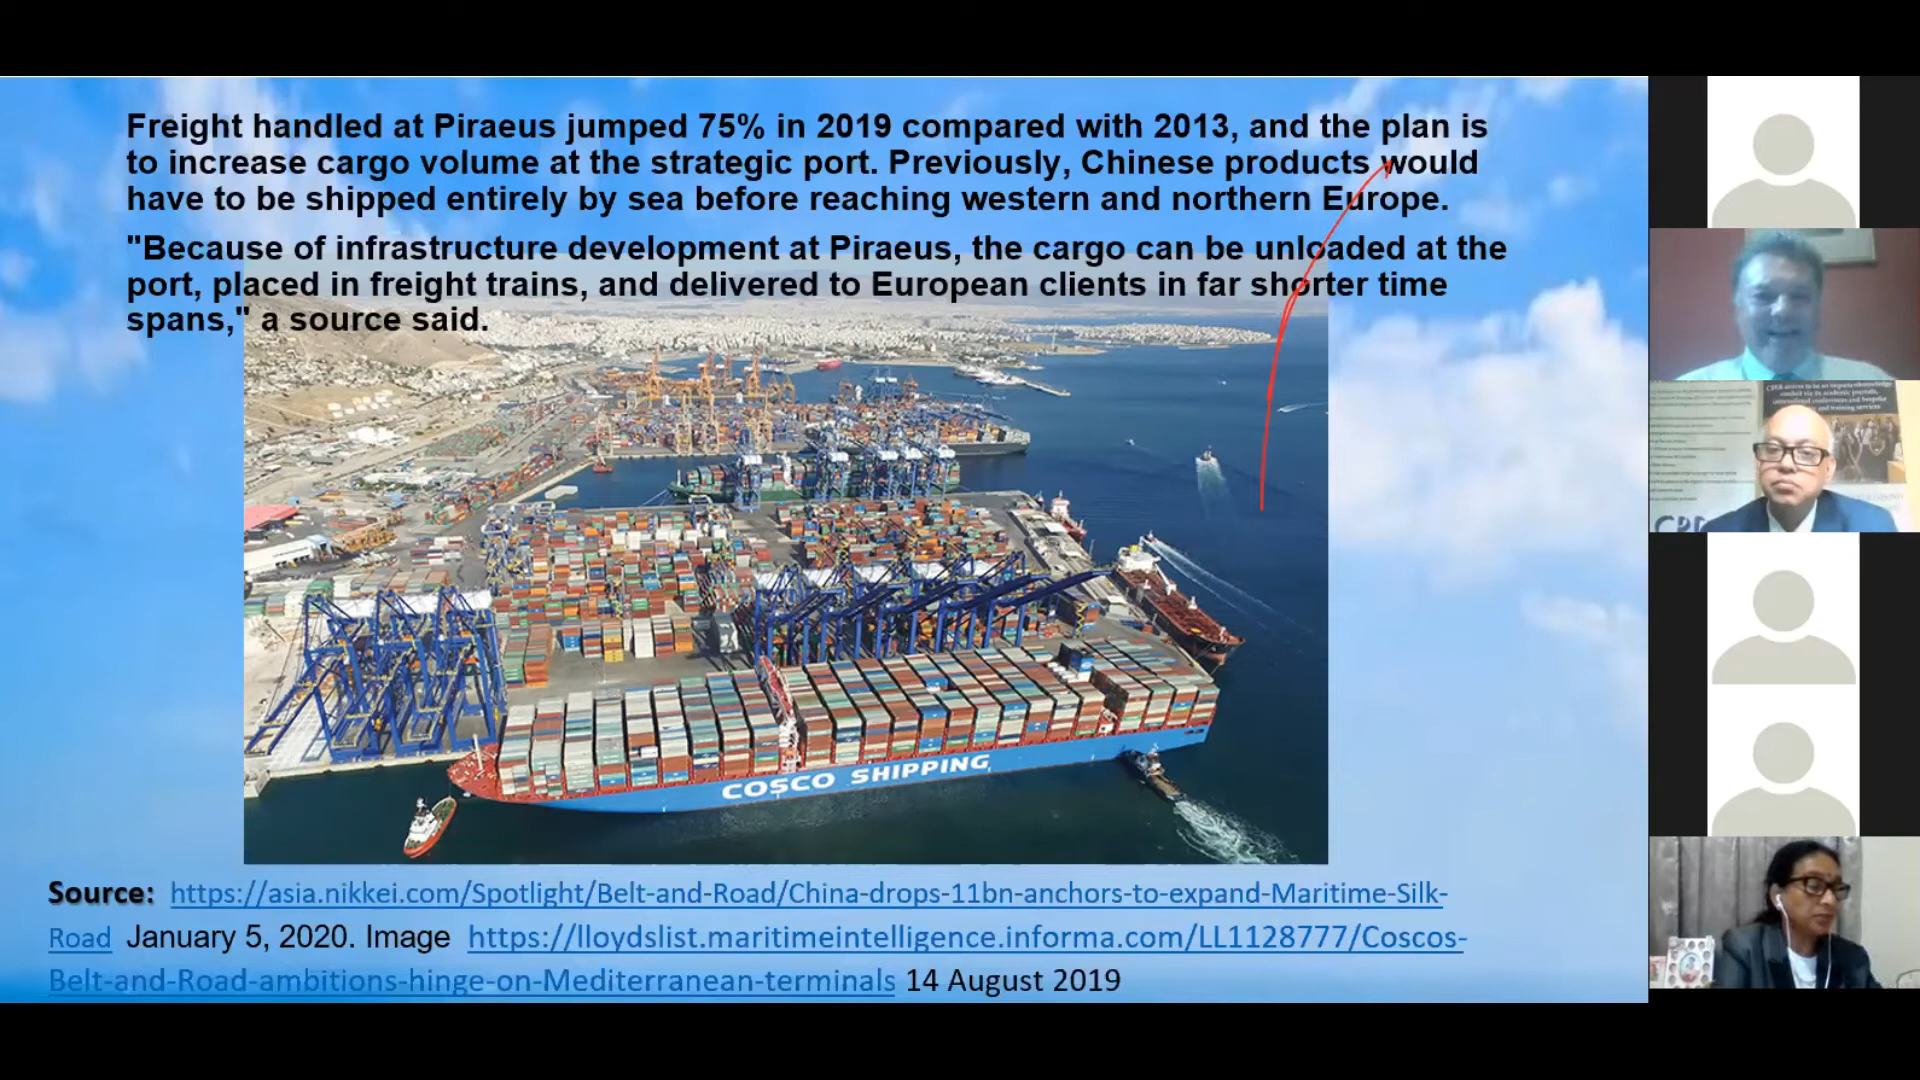 Freight handled at Piraeus jumped 75% in 2019 compared with 2013, and the plan is
to increase cargo volume at the strategic port. Previously, Chinese products would
have to be shipped entirely by sea before reaching western and northern Europe.
"Because of infrastructure development at Piraeus, the cargo can be unloaded at the
port, placed in freight trains, and delivered to European clients in far shorter time
spans," a source said.
COSCO SHIPPING
Source: https://asia.nikkei.com/Spotlight/Belt-and-Road/China-drops-11bn-anchors-to-expand-Maritime-Silk-
Road January 5, 2020. Image https://lloydslist.maritimeintelligence.informa.com/LL1128777/Coscos-
Belt-and-Road-ambitions-hinge-on-Mediterranean-terminals 14 August 2019